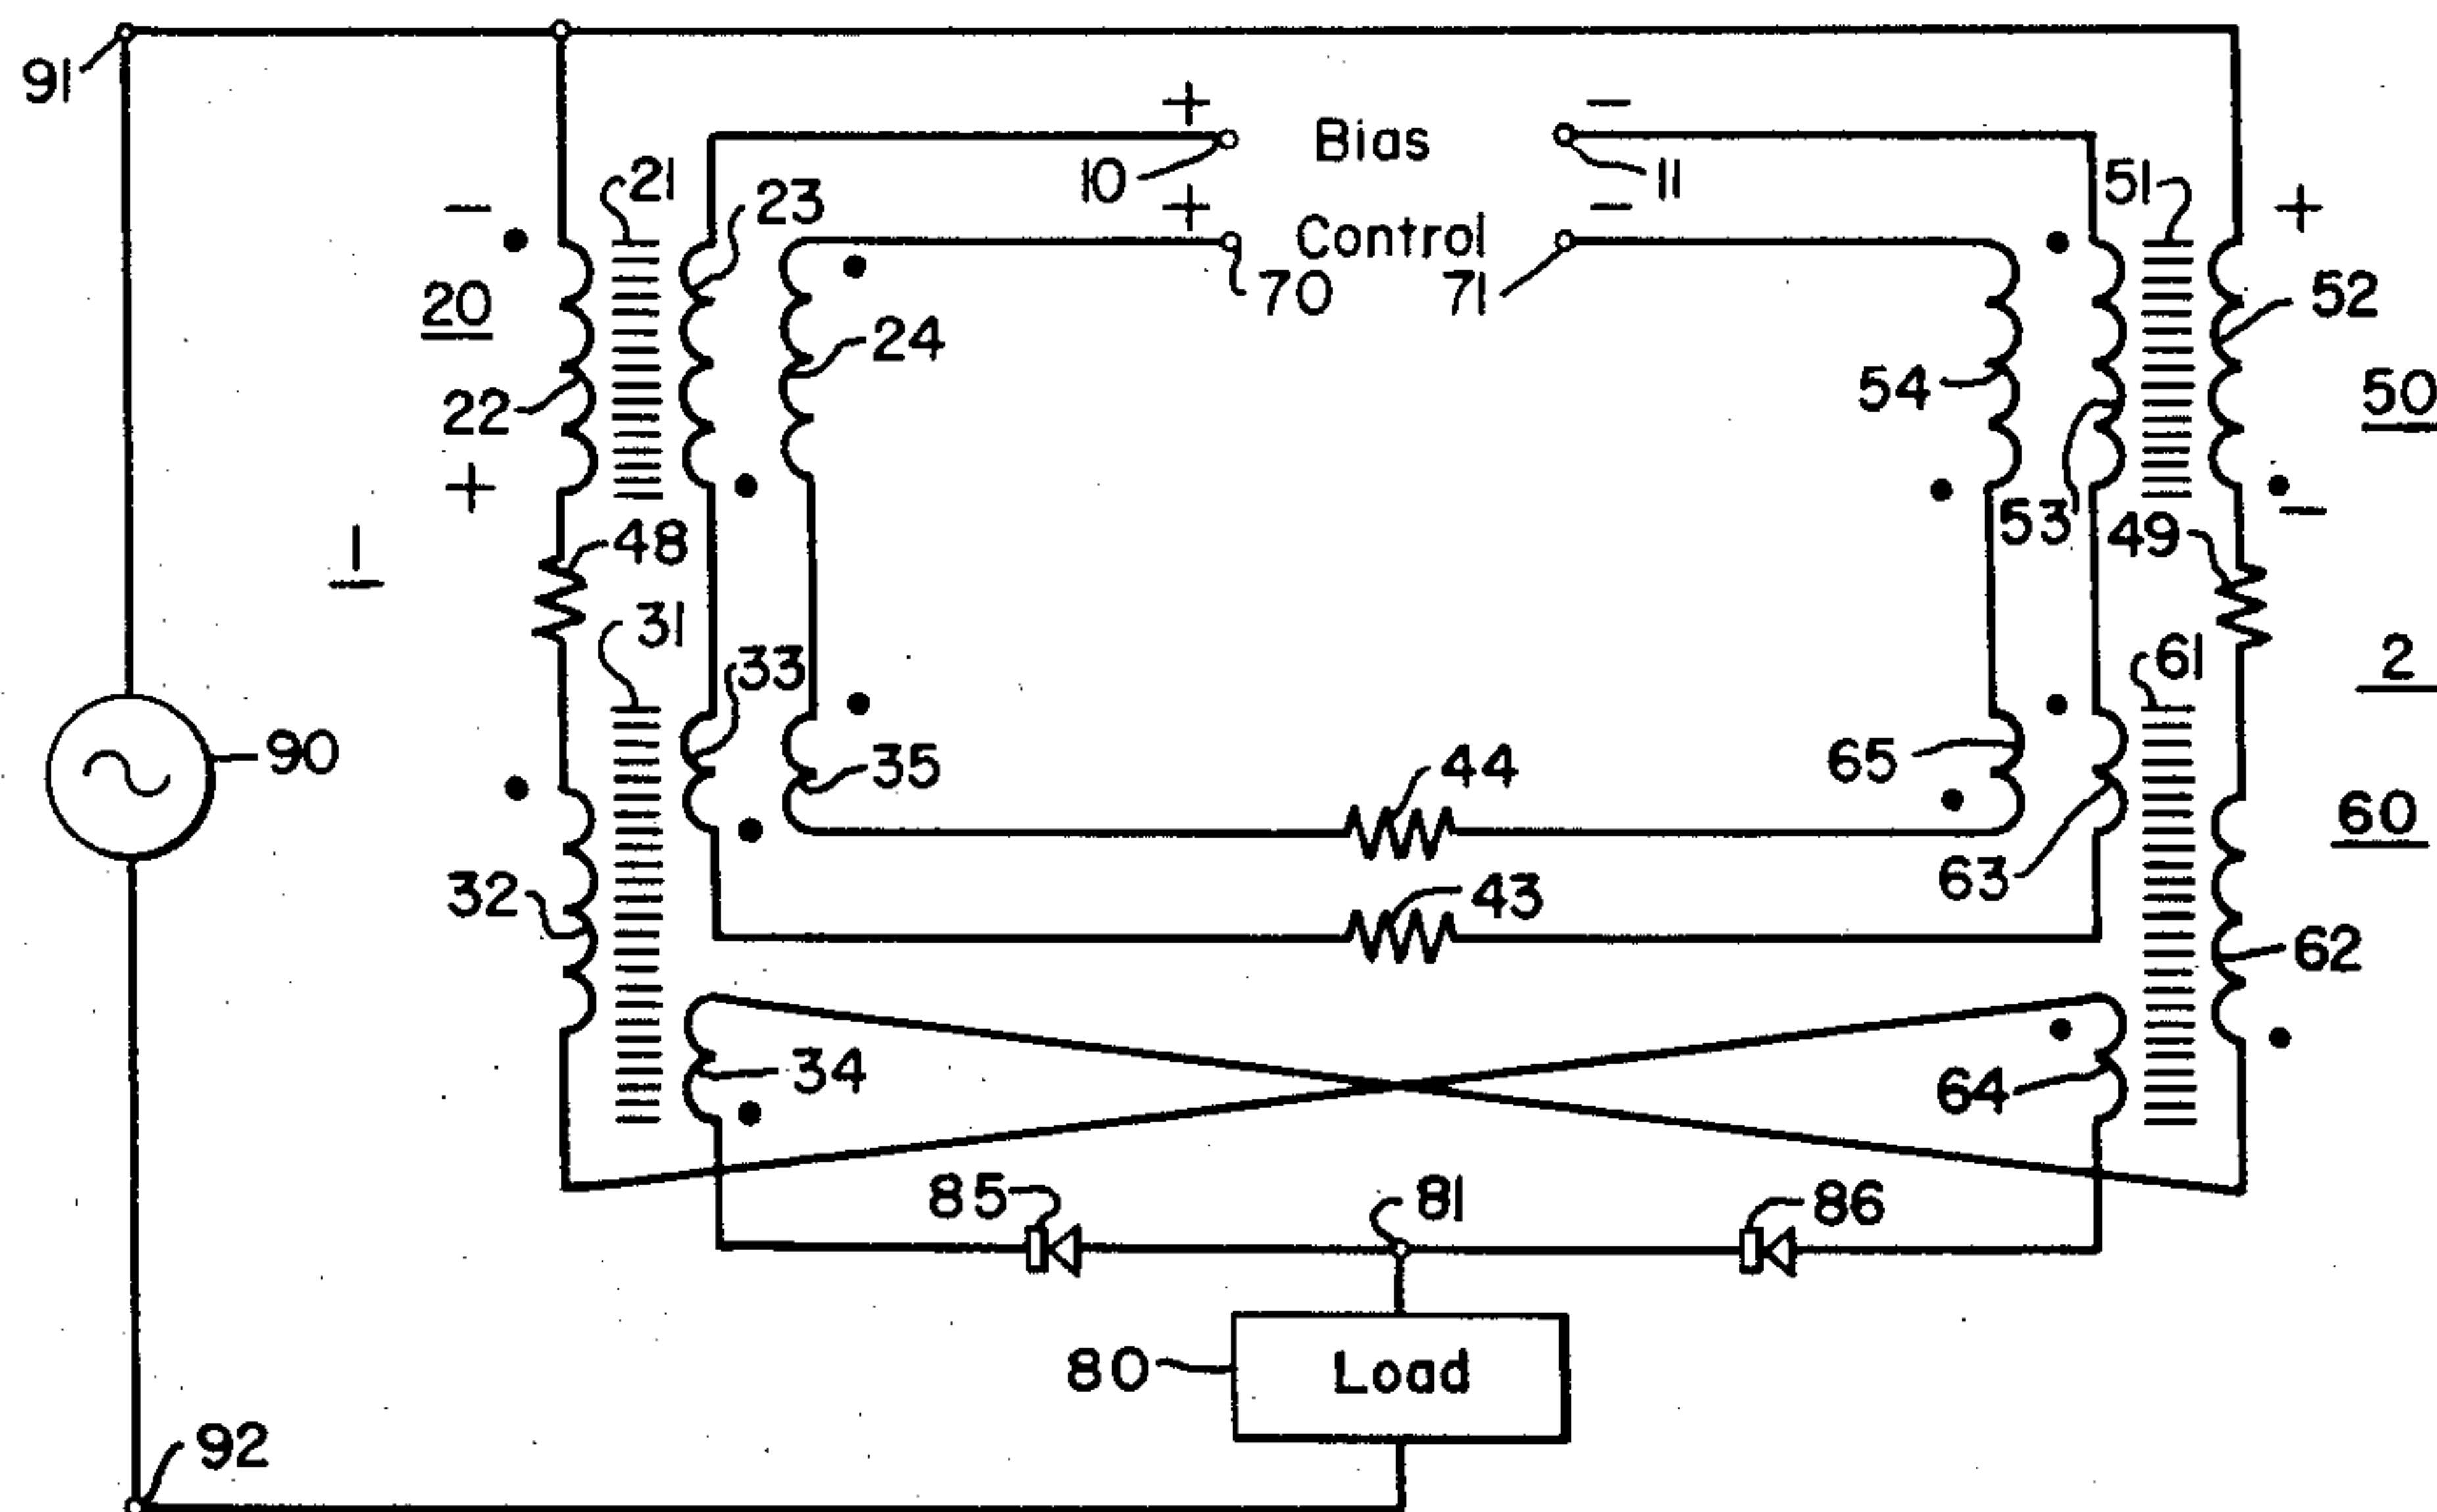 91
+ Bias −
10 11
21 23 51
− + Control − +
20 70 71 52
24 54 50
22
+ 53 49 −
1 48
31 33 61 2
90 35 44 65
60
32 43 63
62
34 64
85 81 86
80 Load
92